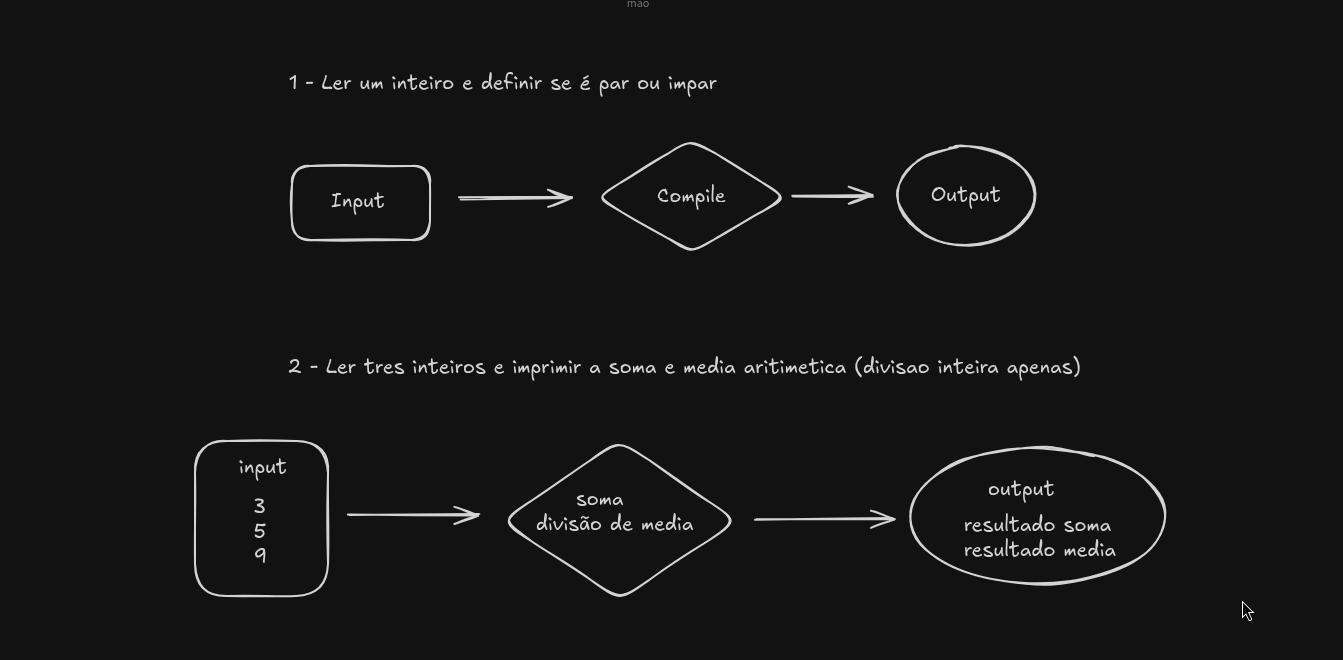 mão
1 - Ler um inteiro e definir se é par ou impar
Input
Compile
Output
2 - Ler tres inteiros e imprimir a soma e media aritimetica (divisao inteira apenas)
input
3
5
9
soma
divisão de media
output
resultado soma
resultado media